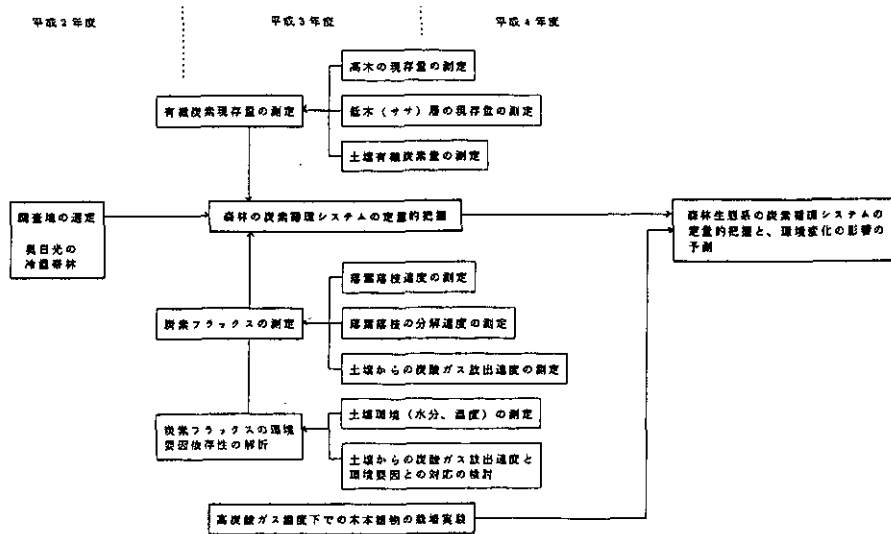 平成2年度
平成3年度
平成4年度
高木の現存量の測定
有機炭素現存量の測定
低木（ササ）層の現存量の測定
土壌有機炭素量の測定
調査地の選定
奥日光の
冷温帯林
森林の炭素循環システムの定量的把握
森林生態系の炭素循環システムの
定量的把握と、環境変化の影響の
予測
落葉落枝速度の測定
炭素フラックスの測定
落葉落枝の分解速度の測定
土壌からの炭酸ガス放出速度の測定
炭素フラックスの環境
要因依存性の解析
土壌環境（水分、温度）の測定
土壌からの炭酸ガス放出速度と
環境要因との対応の検討
高炭酸ガス濃度下での木本植物の栽培実験